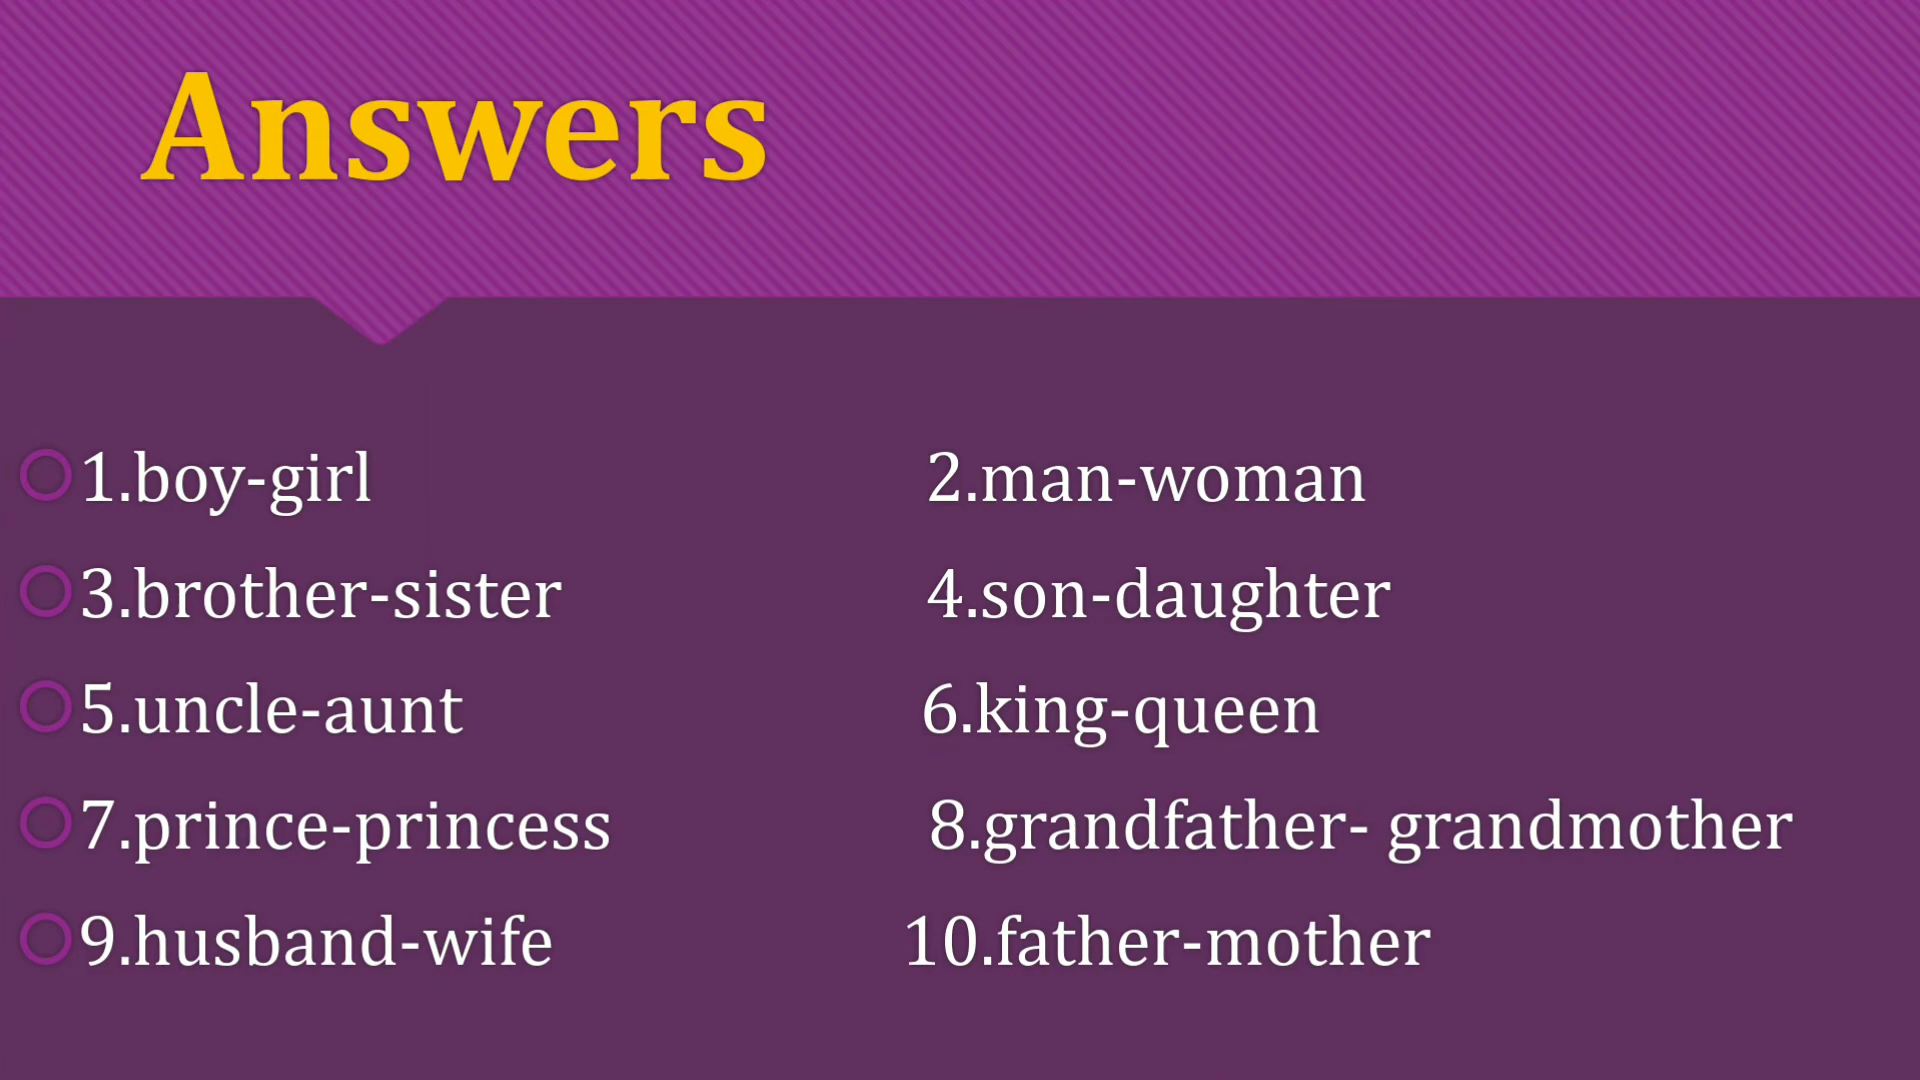 Answers
1.boy-girl 2.man-woman
3.brother-sister 4.son-daughter
5.uncle-aunt 6.king-queen
7.prince-princess 8.grandfather- grandmother
9.husband-wife 10.father-mother